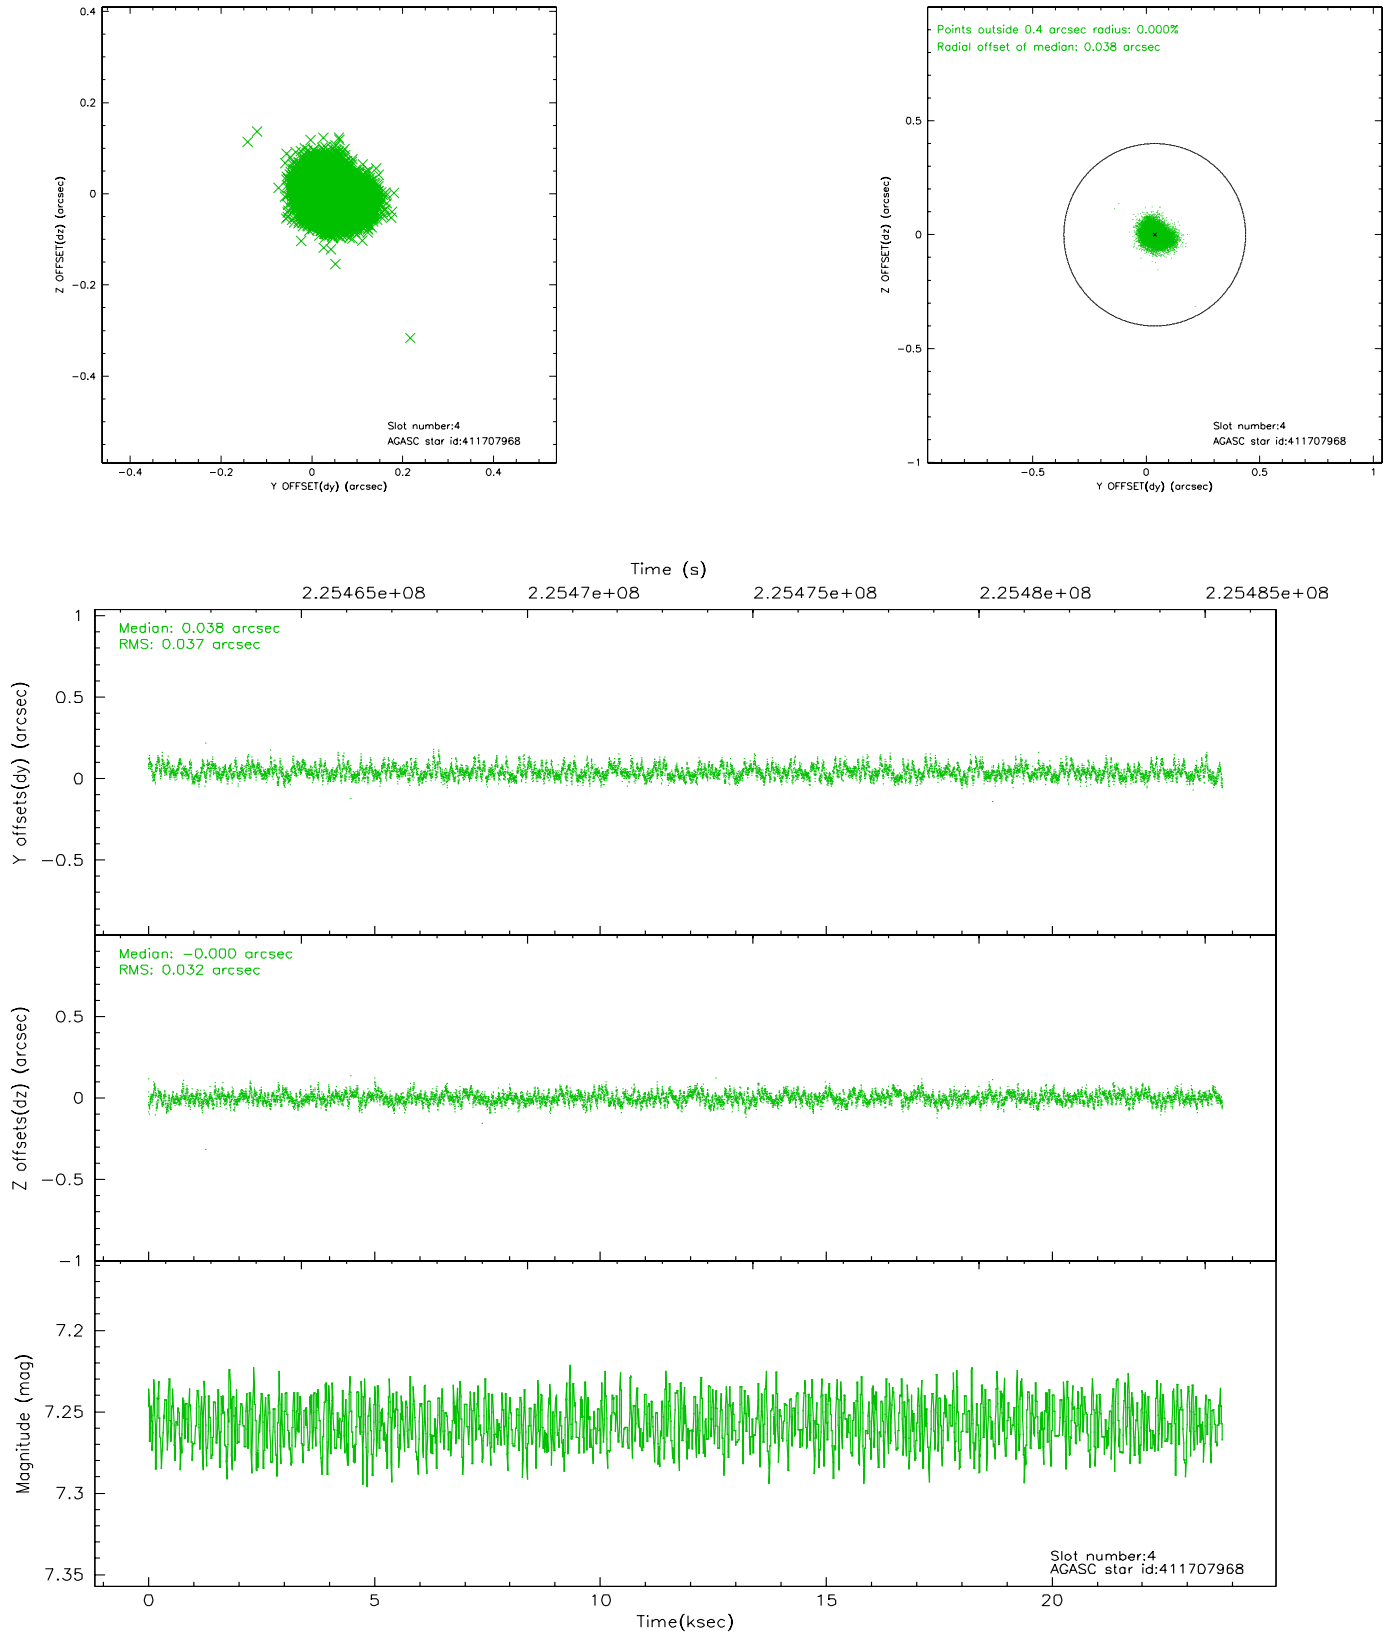 0.4
0.2
0
−0.2
−0.4
−0.4
−0.2
0
0.2
0.4
Z OFFSET(dz) (arcsec)
Y OFFSET(dy) (arcsec)
Slot number:4
AGASC star id:411707968
Points outside 0.4 arcsec radius: 0.000%
Radial offset of median: 0.038 arcsec
0.5
0
−0.5
−1
−0.5
0
0.5
1
Z OFFSET(dz) (arcsec)
Y OFFSET(dy) (arcsec)
Slot number:4
AGASC star id:411707968
Time (s)
2.25465e+08
2.2547e+08
2.25475e+08
2.2548e+08
2.25485e+08
Median: 0.038 arcsec
RMS: 0.037 arcsec
1
0.5
0
−0.5
Y offsets(dy) (arcsec)
Median: −0.000 arcsec
RMS: 0.032 arcsec
0.5
0
−0.5
−1
Z offsets(dz) (arcsec)
7.2
7.25
7.3
7.35
Magnitude (mag)
Slot number:4
AGASC star id:411707968
0
5
10
15
20
Time(ksec)